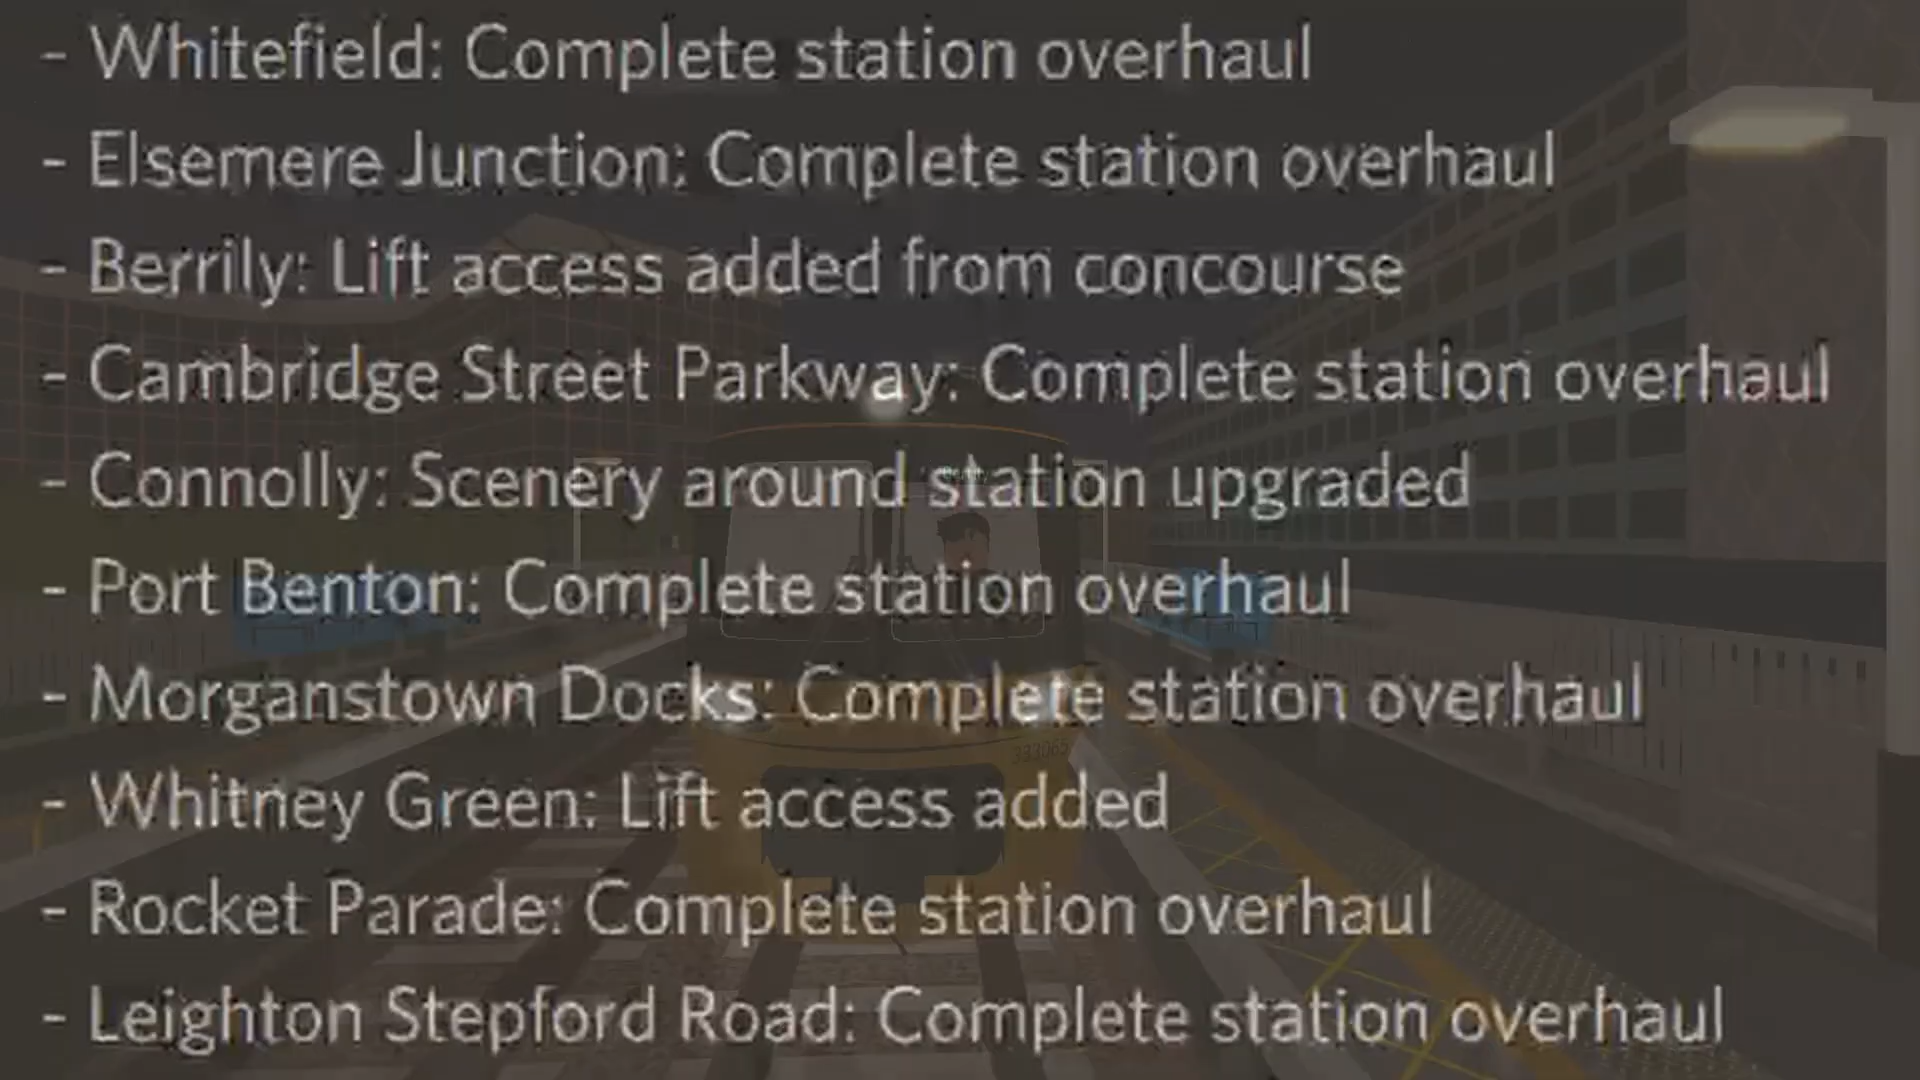 - Whitefield: Complete station overhaul
- Elsemere Junction: Complete station overhaul
- Berrily: Lift access added from concourse
- Cambridge Street Parkway: Complete station overhaul
- Connolly: Scenery around station upgraded
- Port Benton: Complete station overhaul
- Morganstown Docks: Complete station overhaul
333065
- Whitney Green: Lift access added
- Rocket Parade: Complete station overhaul
- Leighton Stepford Road: Complete station overhaul